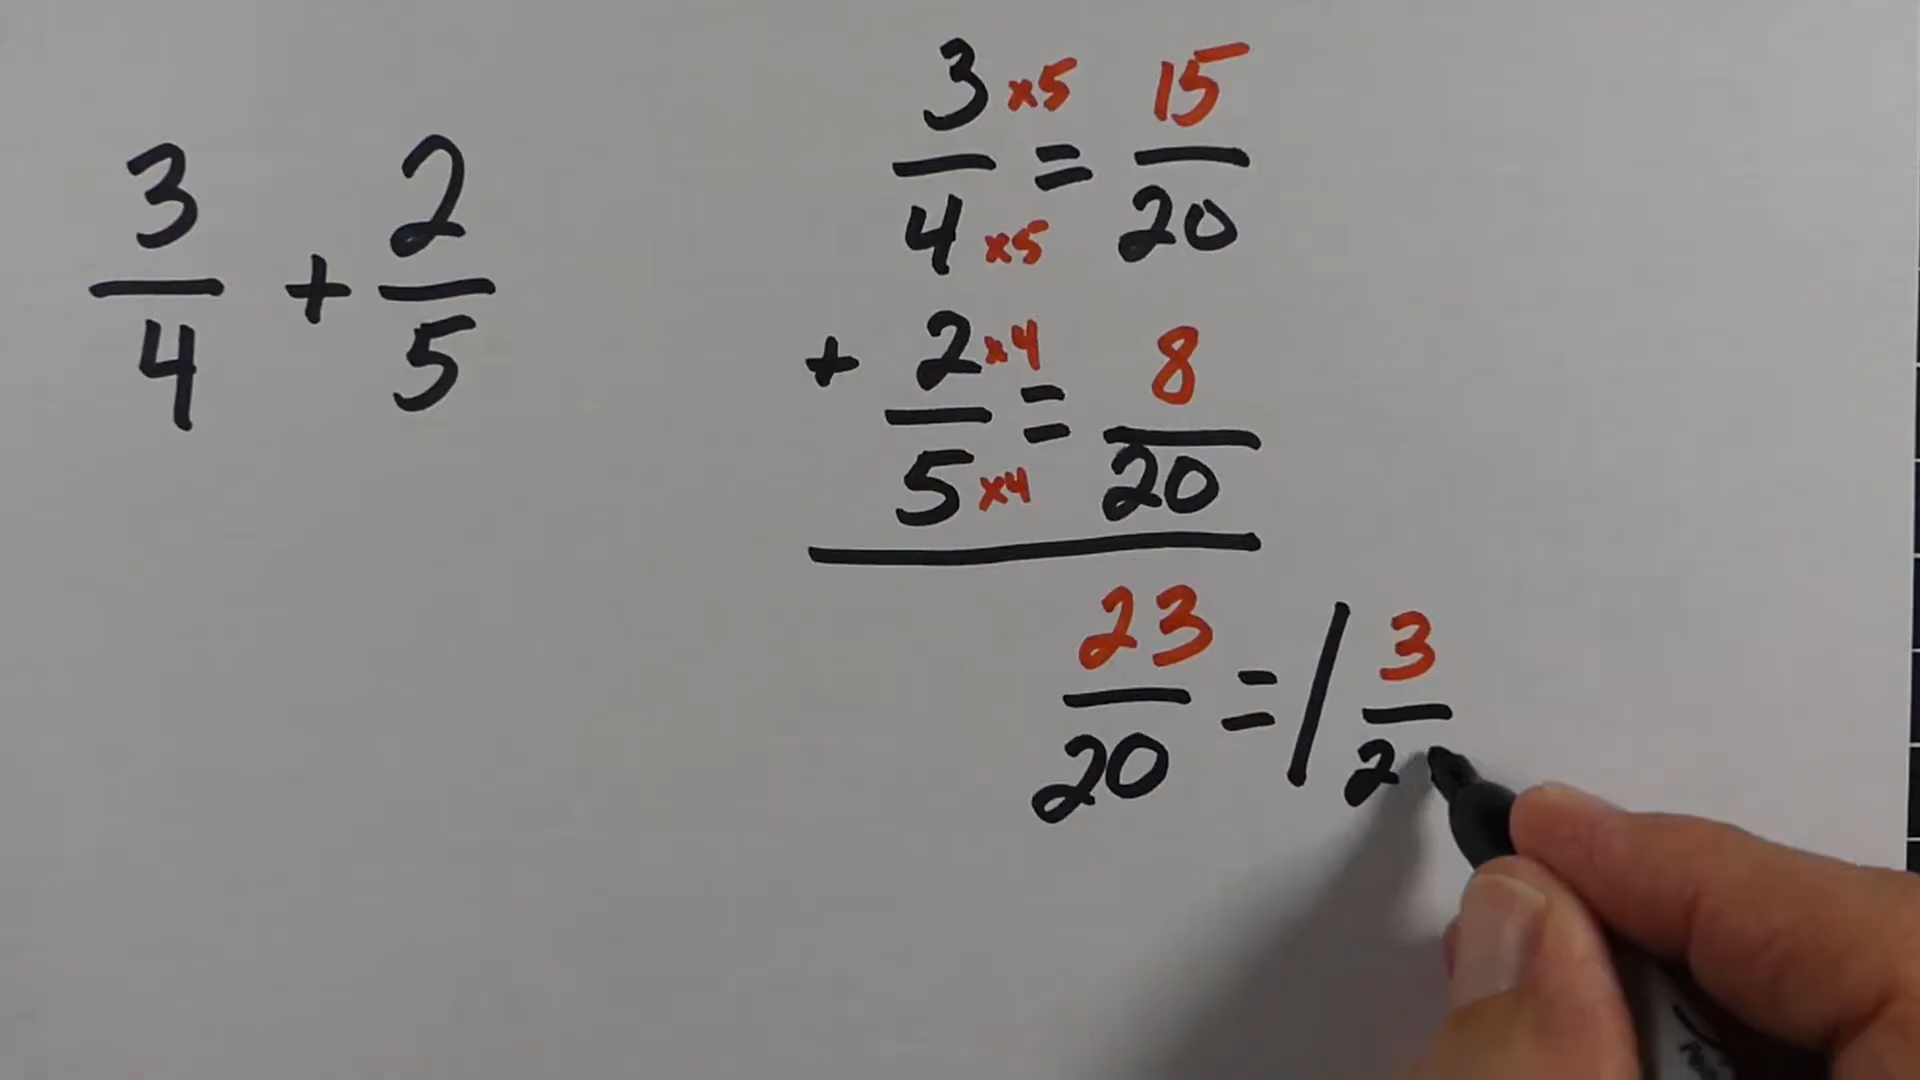 3/4 + 2/5
3 ×5 / 4 ×5 = 15/20
+ 2 ×4 / 5 ×4 = 8/20
23/20 = 1 3/2